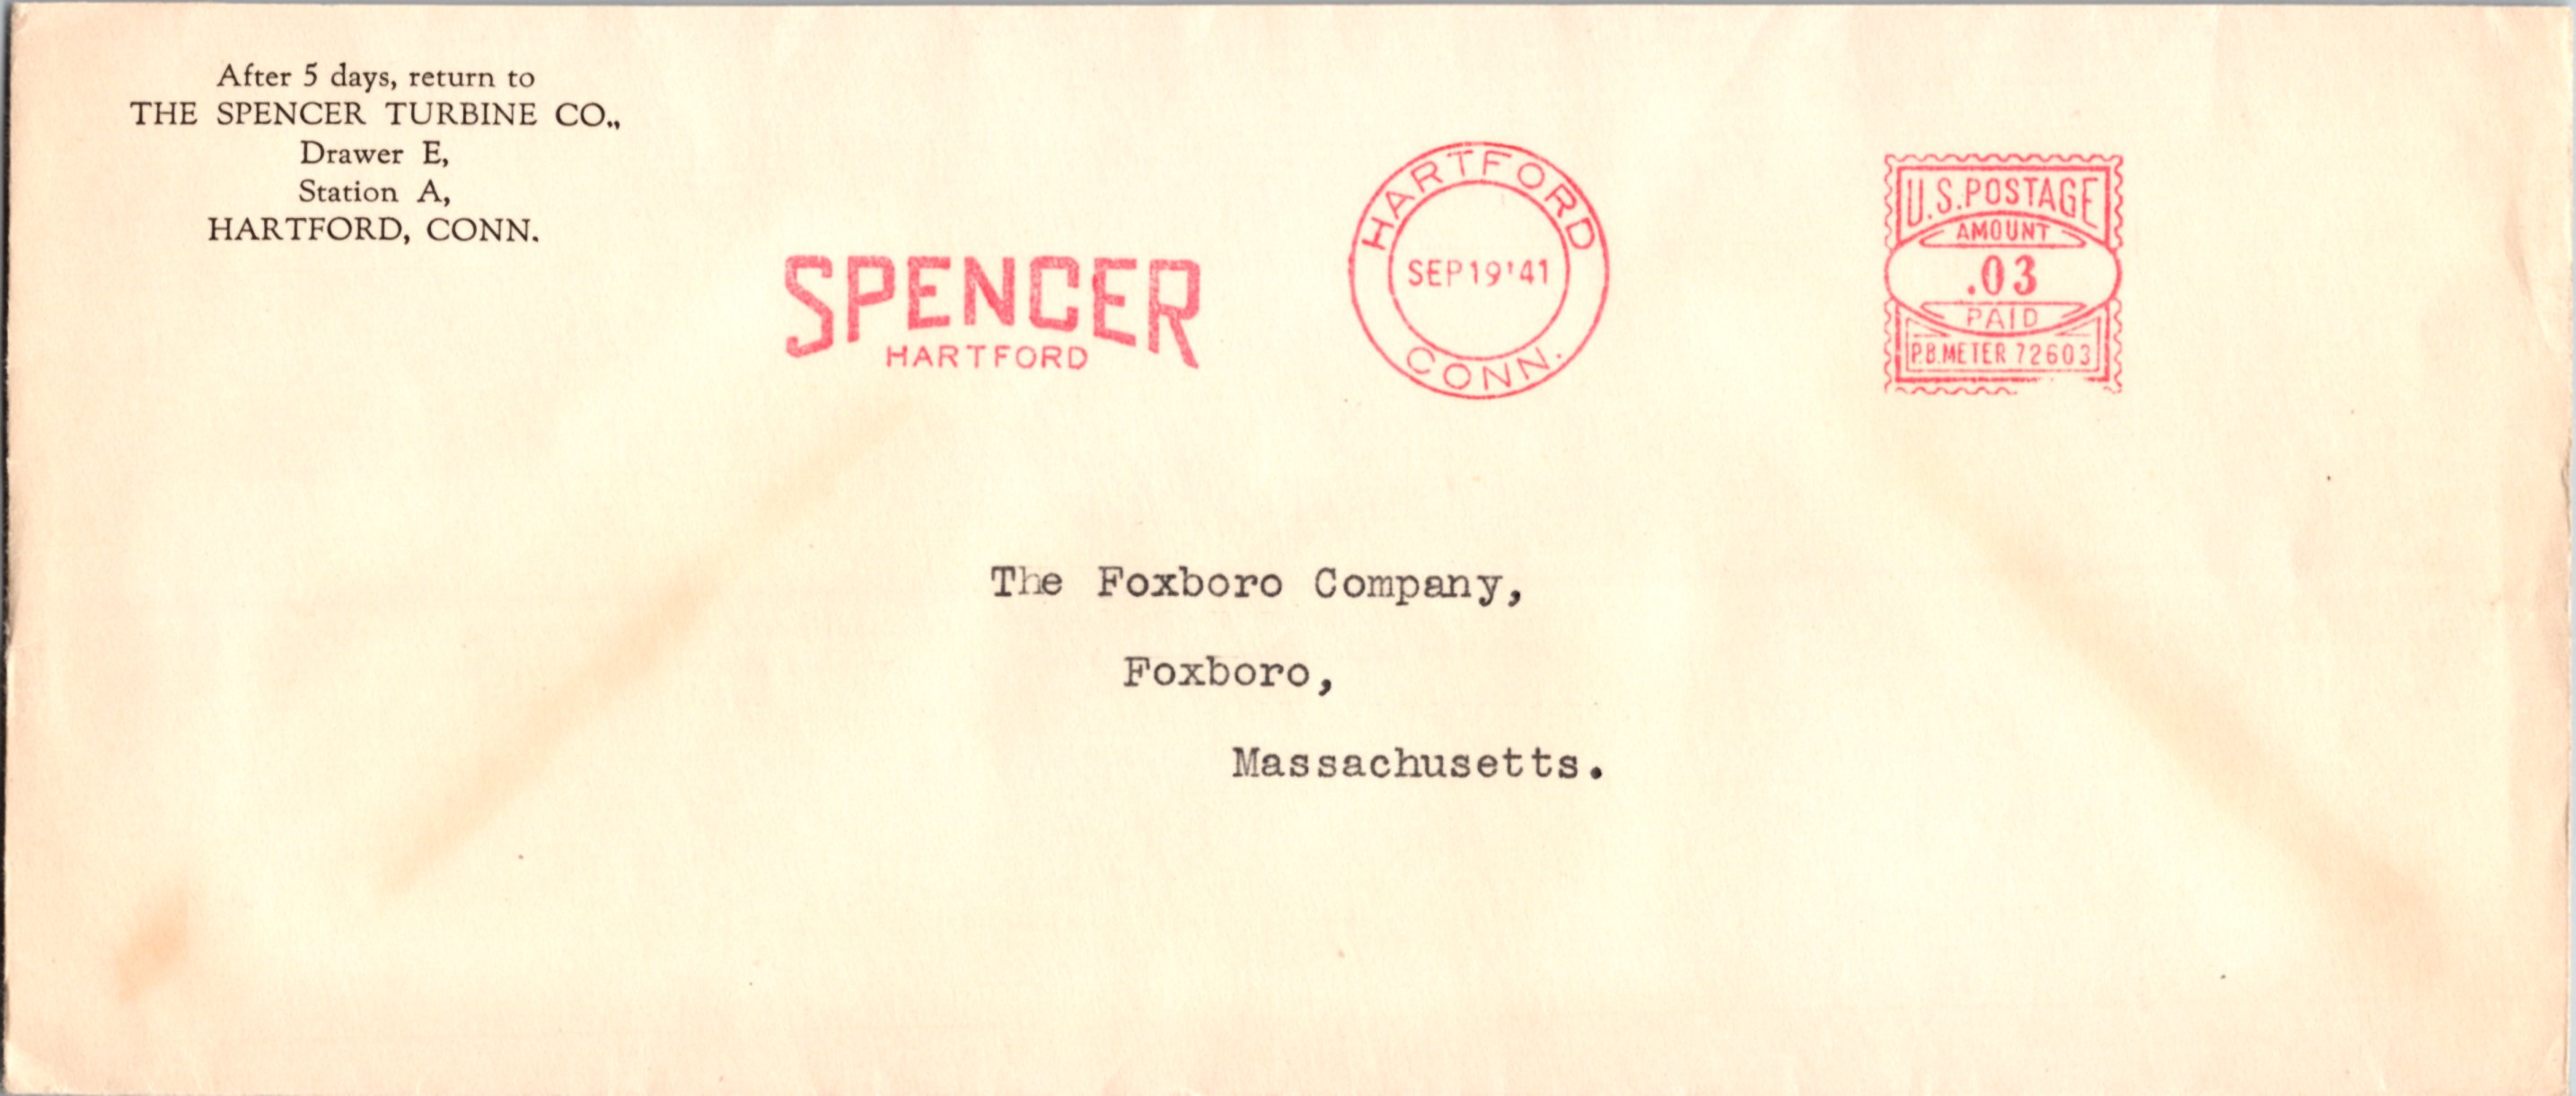 After 5 days, return to
THE SPENCER TURBINE CO.,
Drawer E,
Station A,
HARTFORD, CONN.
SPENCER
HARTFORD
HARTFORD
SEP 19 '41
CONN.
U.S. POSTAGE
AMOUNT
.03
PAID
P.B. METER 72603
The Foxboro Company,
Foxboro,
Massachusetts.